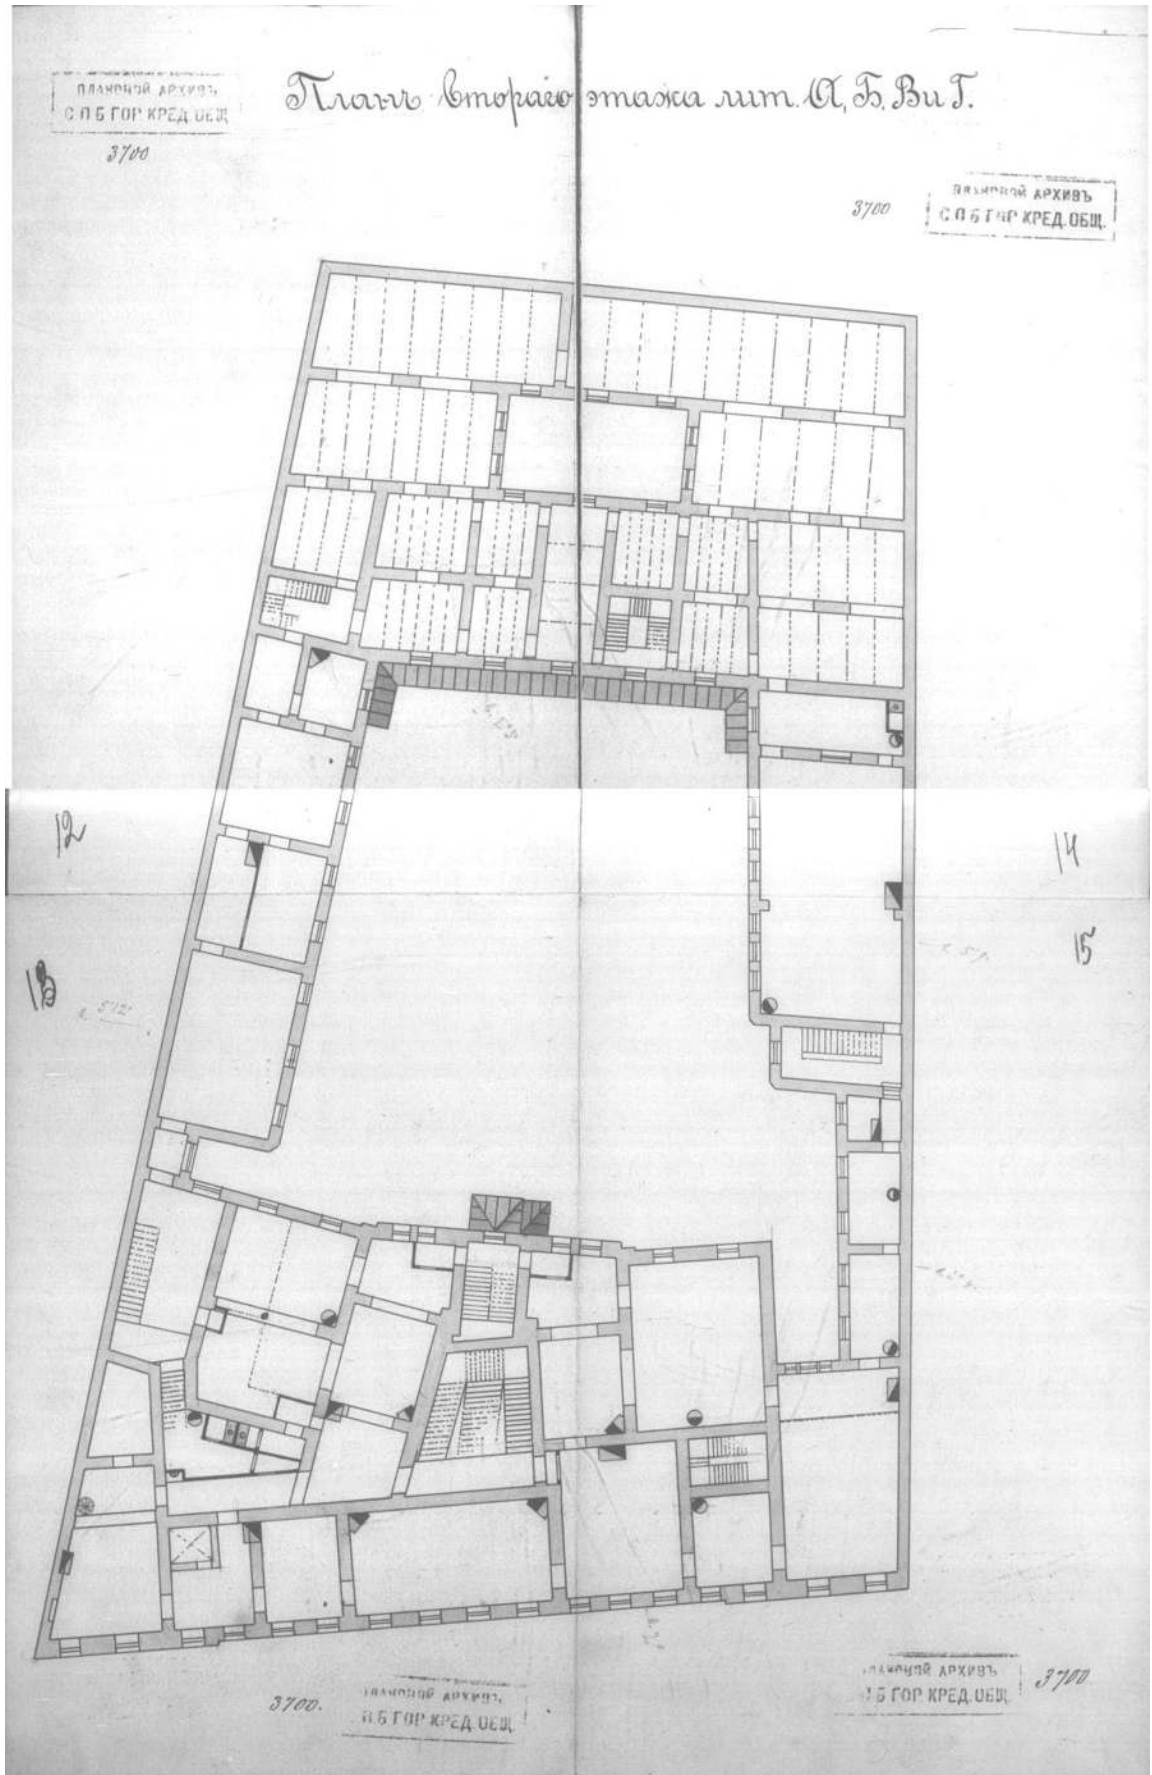 Планъ втораго этажа лит. А, Б, В и Г.
ПЛАНОВОЙ АРХИВЪ
С П Б ГОР. КРЕД. ОБЩ.
3700
3700
ПЛАНОВОЙ АРХИВЪ
С П Б ГОР КРЕД. ОБЩ.
12
14
15
13
3700.
ПЛАНОВОЙ АРХИВЪ
П Б ГОР КРЕД. ОБЩ.
ПЛАНОВОЙ АРХИВЪ
Б ГОР КРЕД. ОБЩ.
3700